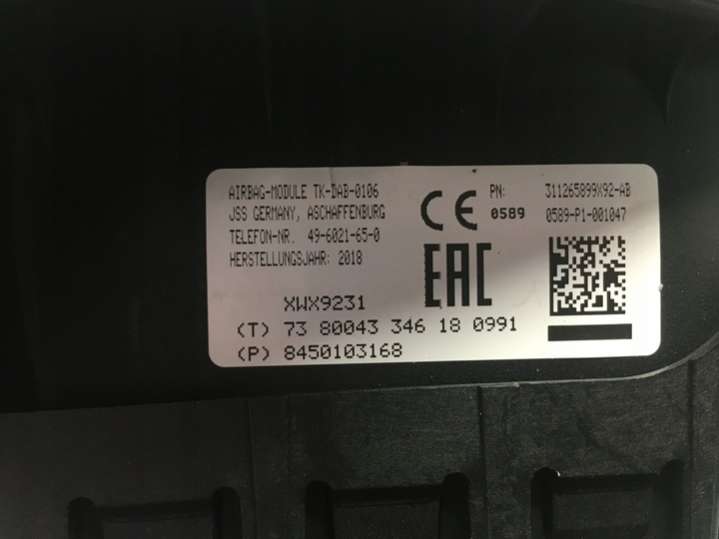 AIRBAG-MODULE TK-DAB-0106
JSS GERMANY, ASCHAFFENBURG
TELEFON-NR. 49-6021-65-0
HERSTELLUNGSJAHR: 2018
CE
0589
PN: 311265899X92-AB
0589-P1-001047
EAC
XWX9231
(T) 73 80043 346 18 0991
(P) 8450103168